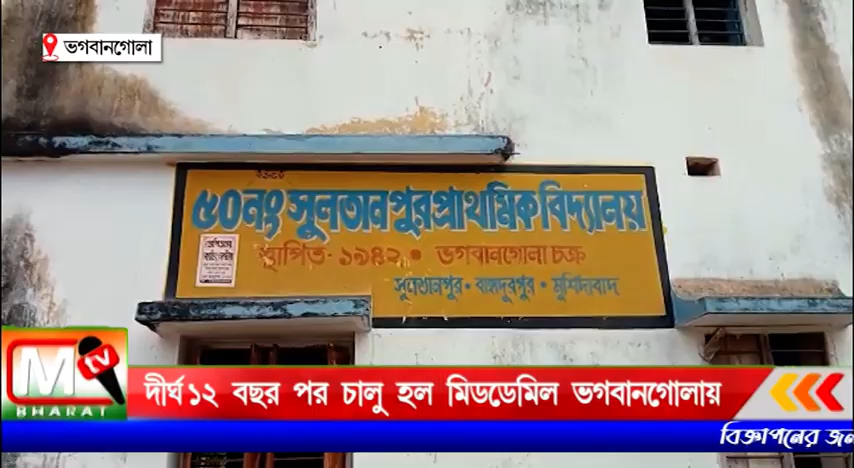 ভগবানগোলা
৫০নং সুলতানপুর প্রাথমিক বিদ্যালয়
স্থাপিত - ১৯৪২ • ভগবানগোলা চক্র
সুলতানপুর • বাহাদুরপুর • মুর্শিদাবাদ
M tv
BHARAT
দীর্ঘ ১২ বছর পর চালু হল মিডডেমিল ভগবানগোলায়
বিজ্ঞাপনের জন্য